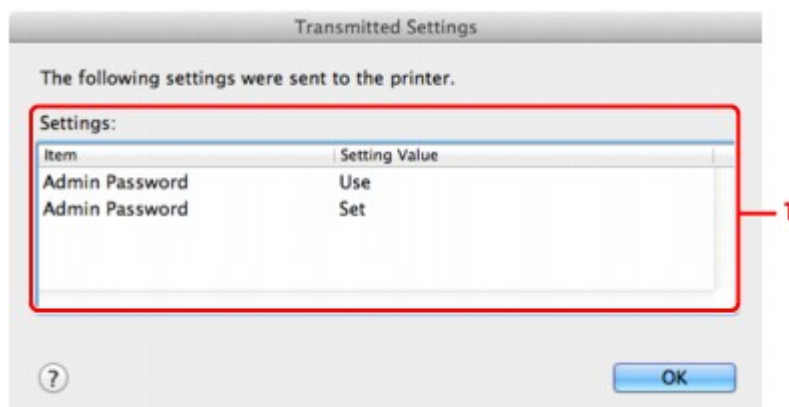 Transmitted Settings
The following settings were sent to the printer.
Settings:
Item Setting Value
Admin Password Use
Admin Password Set
1
? OK